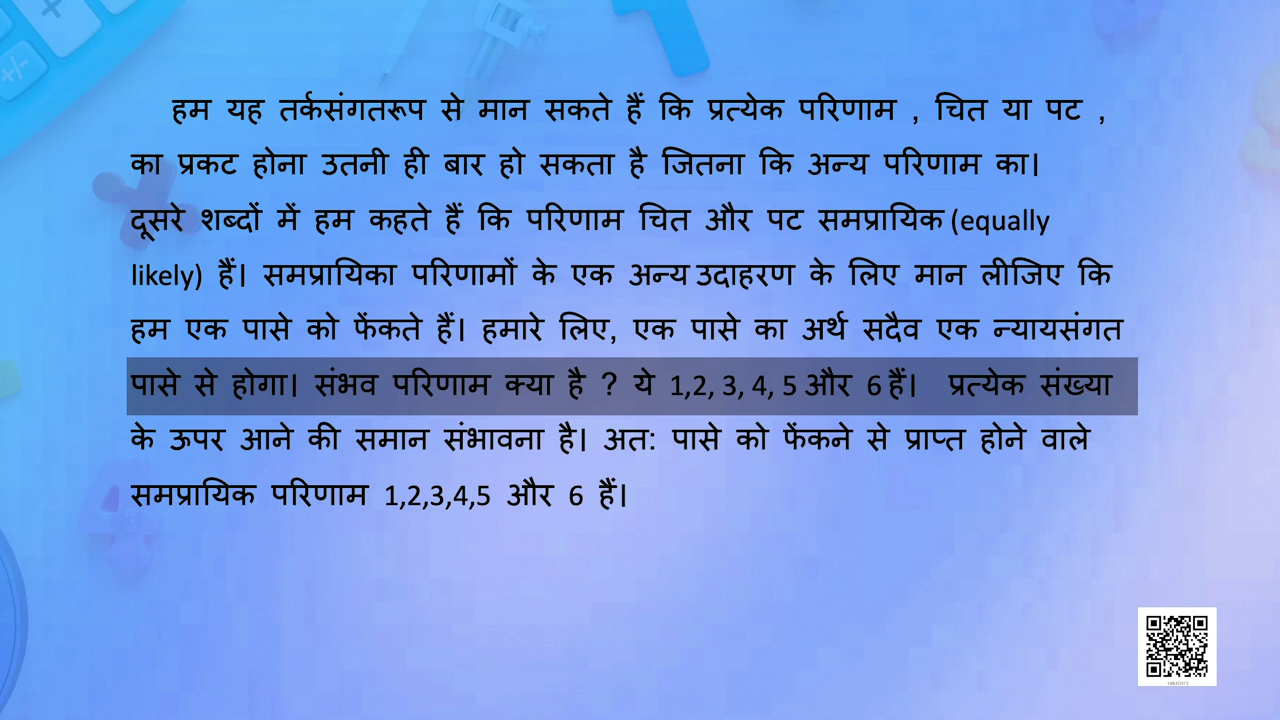 हम यह तर्कसंगतरूप से मान सकते हैं कि प्रत्येक परिणाम , चित या पट ,
का प्रकट होना उतनी ही बार हो सकता है जितना कि अन्य परिणाम का।
दूसरे शब्दों में हम कहते हैं कि परिणाम चित और पट समप्रायिक (equally
likely) हैं। समप्रायिका परिणामों के एक अन्य उदाहरण के लिए मान लीजिए कि
हम एक पासे को फेंकते हैं। हमारे लिए, एक पासे का अर्थ सदैव एक न्यायसंगत
पासे से होगा। संभव परिणाम क्या है ? ये 1,2, 3, 4, 5 और 6 हैं। प्रत्येक संख्या
के ऊपर आने की समान संभावना है। अत: पासे को फेंकने से प्राप्त होने वाले
समप्रायिक परिणाम 1,2,3,4,5 और 6 हैं।